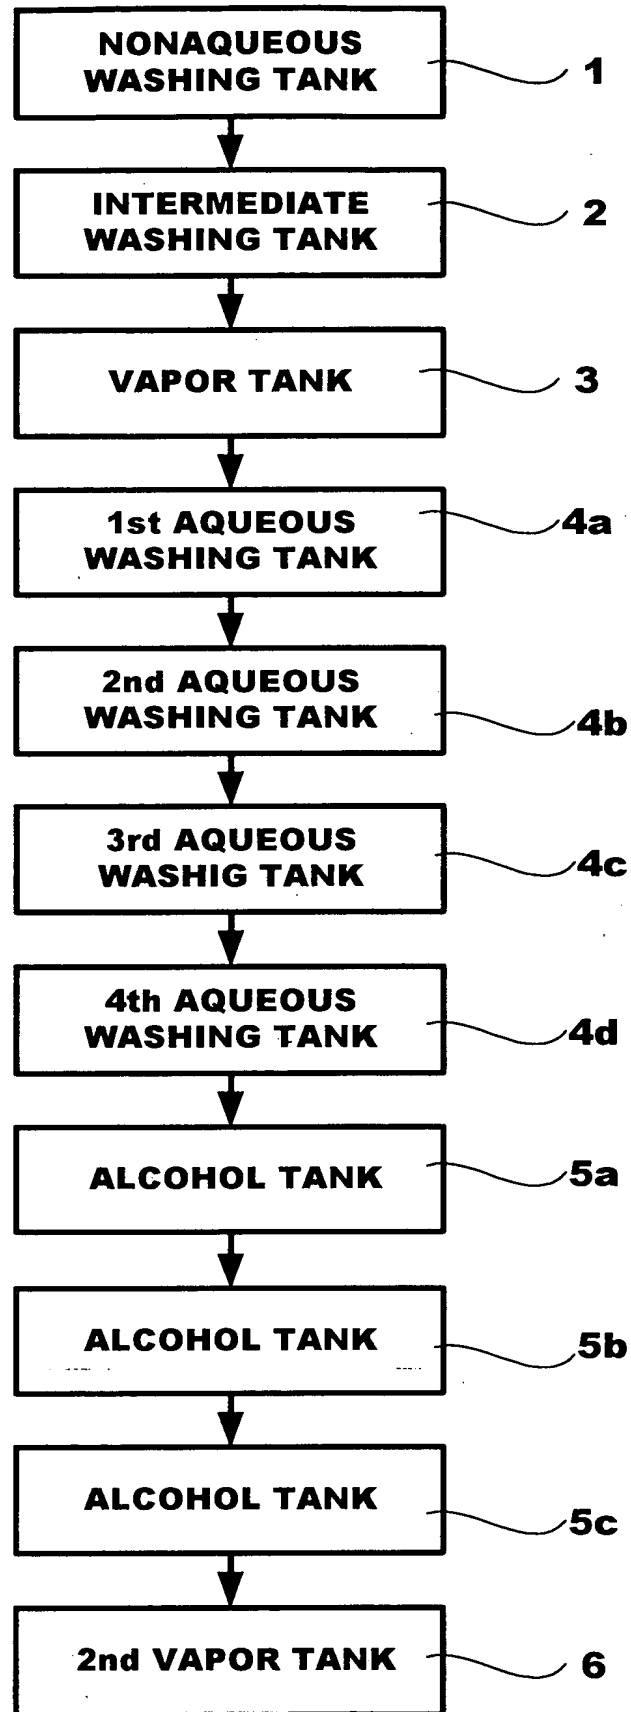 NONAQUEOUS
WASHING TANK
1
INTERMEDIATE
WASHING TANK
2
VAPOR TANK
3
1st AQUEOUS
WASHING TANK
4a
2nd AQUEOUS
WASHING TANK
4b
3rd AQUEOUS
WASHIG TANK
4c
4th AQUEOUS
WASHING TANK
4d
ALCOHOL TANK
5a
ALCOHOL TANK
5b
ALCOHOL TANK
5c
2nd VAPOR TANK
6